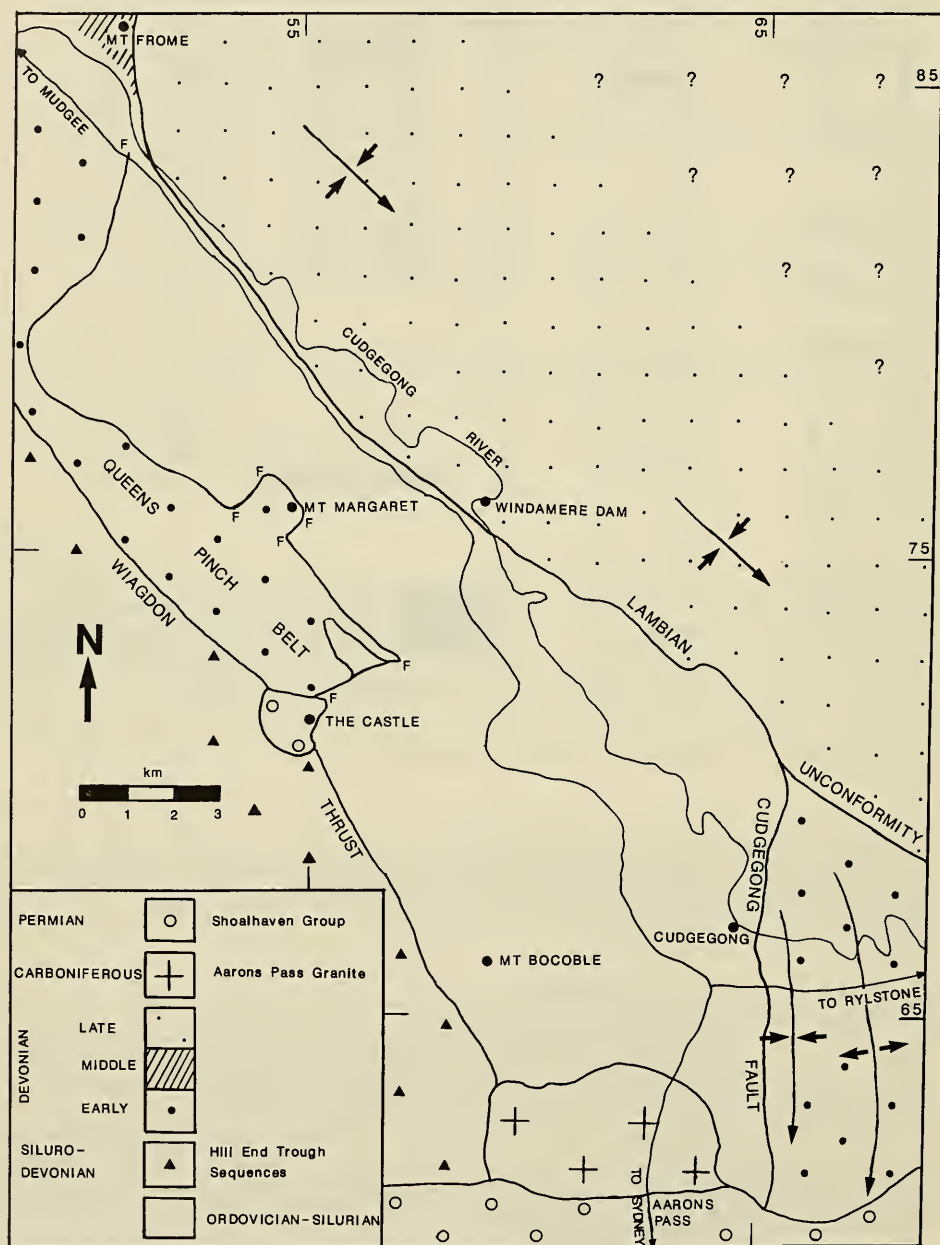 55
65
MT FROME
85
TO MUDGEE
F
?
?
?
?
?
?
?
?
?
?
CUDGEGONG
RIVER
QUEENS
F
F
MT MARGARET
F
F
WINDAMERE DAM
75
PINCH
WIAGDON
BELT
LAMBIAN
N
F
F
THE CASTLE
km
0 1 2 3
THRUST
UNCONFORMITY
CUDGEGONG
CUDGEGONG
MT BOCOBLE
TO RYLSTONE
65
FAULT
TO SYDNEY
AARONS
PASS
PERMIAN
Shoalhaven Group
CARBONIFEROUS
Aarons Pass Granite
DEVONIAN
LATE
MIDDLE
EARLY
SILURO-
DEVONIAN
Hill End Trough
Sequences
ORDOVICIAN-SILURIAN